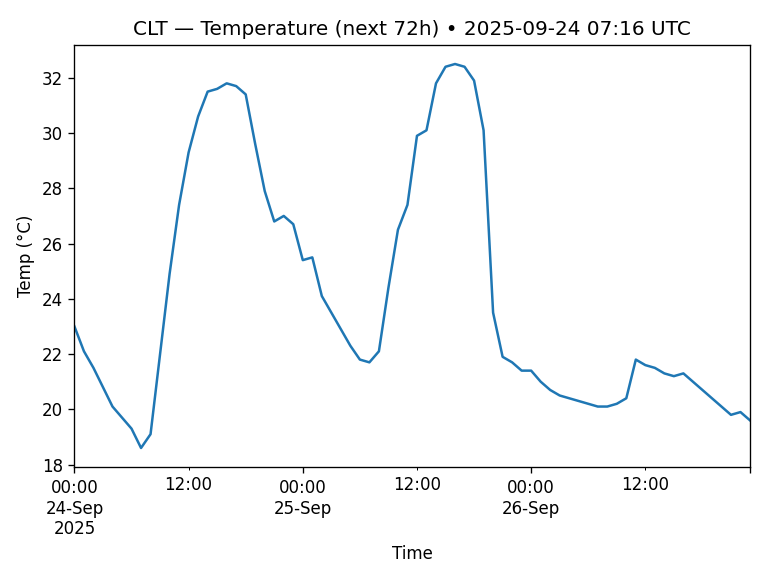 CLT — Temperature (next 72h) • 2025-09-24 07:16 UTC
Temp (°C)
32
30
28
26
24
22
20
18
00:00 12:00 00:00 12:00 00:00 12:00
24-Sep 25-Sep 26-Sep
2025
Time